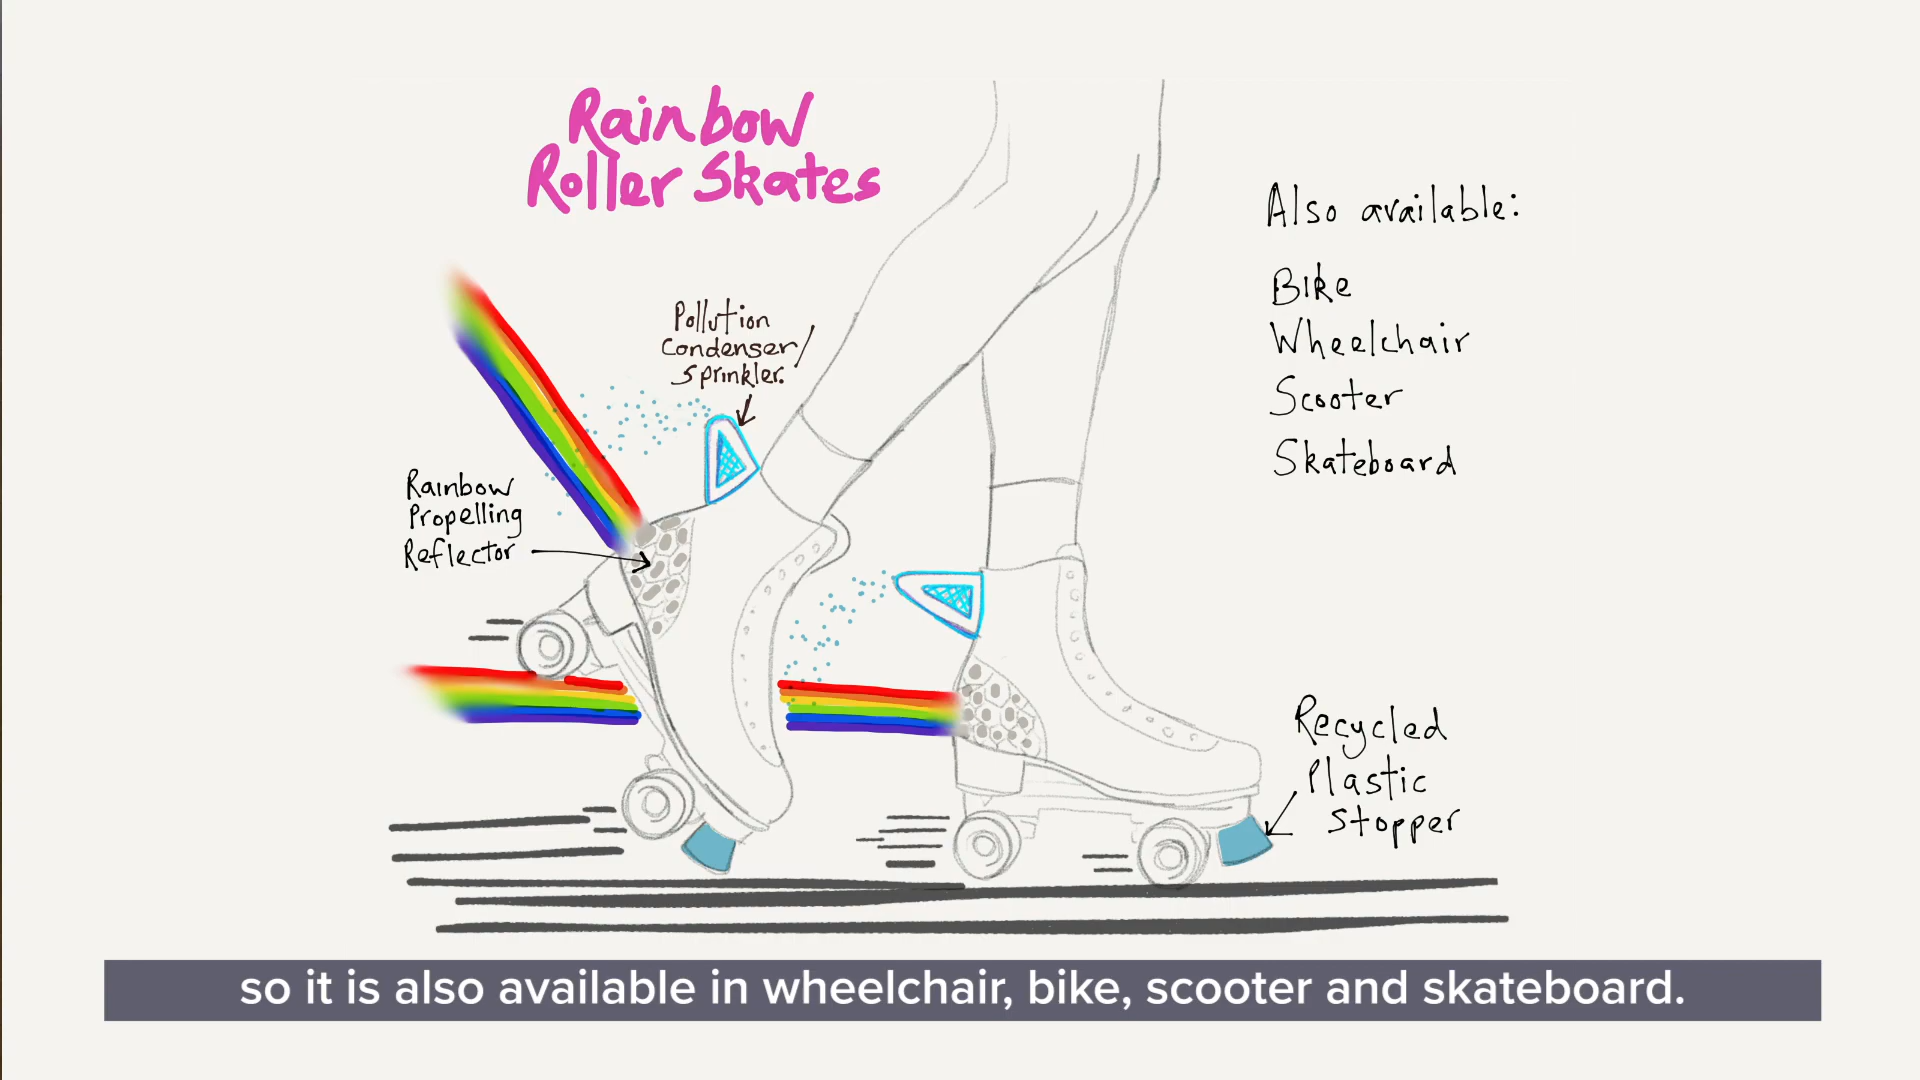 Rainbow
Roller Skates
Also available:
Bike
Wheelchair
Scooter
Skateboard
Pollution
Condenser/
Sprinkler.
Rainbow
Propelling
Reflector
Recycled
Plastic
Stopper
so it is also available in wheelchair, bike, scooter and skateboard.